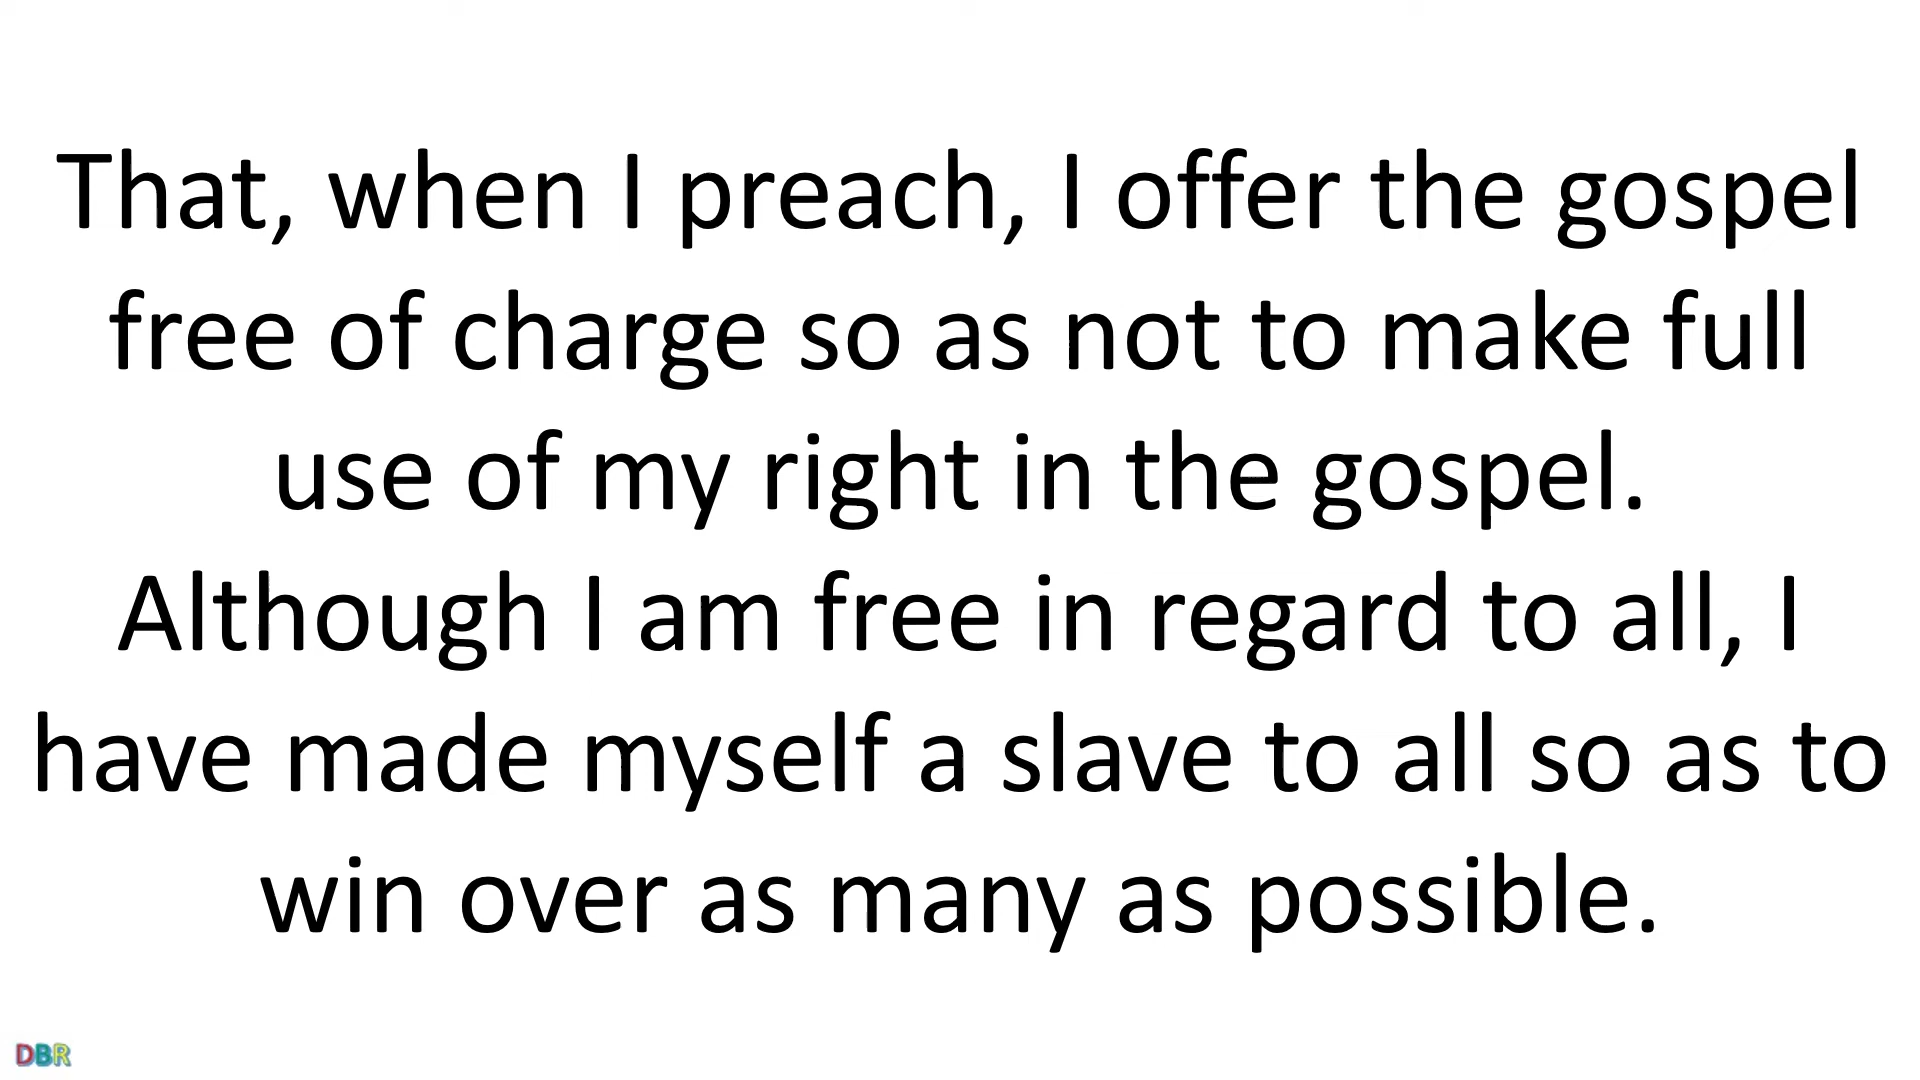 That, when I preach, I offer the gospel
free of charge so as not to make full
use of my right in the gospel.
Although I am free in regard to all, I
have made myself a slave to all so as to
win over as many as possible.
DBR